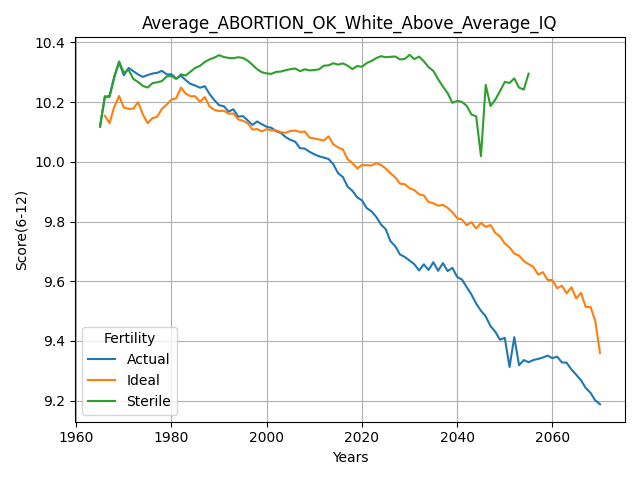 Average_ABORTION_OK_White_Above_Average_IQ
Score(6-12)
10.4
10.2
10.0
9.8
9.6
9.4
9.2
Fertility
Actual
Ideal
Sterile
1960
1980
2000
2020
2040
2060
Years